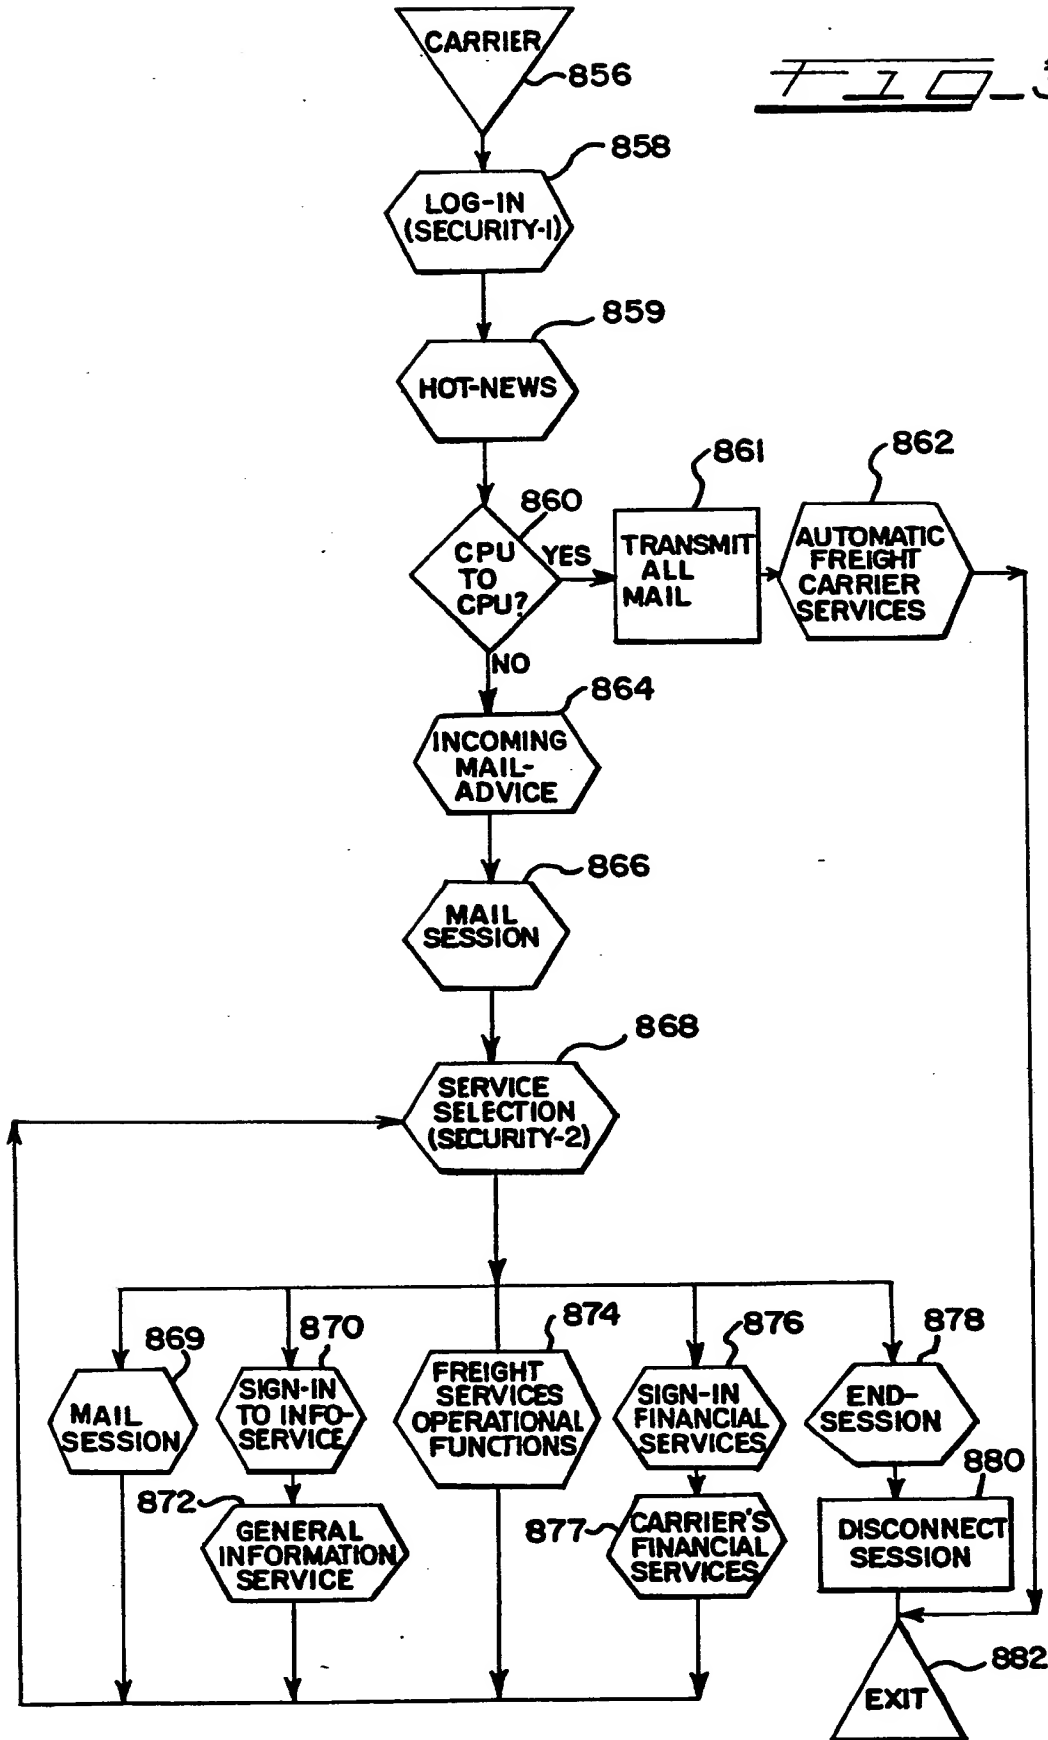 CARRIER
856
Fig_3
858
LOG-IN
(SECURITY-1)
859
HOT-NEWS
860
CPU
TO
CPU?
YES
NO
861
TRANSMIT
ALL
MAIL
862
AUTOMATIC
FREIGHT
CARRIER
SERVICES
864
INCOMING
MAIL-
ADVICE
866
MAIL
SESSION
868
SERVICE
SELECTION
(SECURITY-2)
869
MAIL
SESSION
870
SIGN-IN
TO INFO-
SERVICE
872
GENERAL
INFORMATION
SERVICE
874
FREIGHT
SERVICES
OPERATIONAL
FUNCTIONS
876
SIGN-IN
FINANCIAL
SERVICES
877
CARRIER'S
FINANCIAL
SERVICES
878
END-
SESSION
880
DISCONNECT
SESSION
882
EXIT